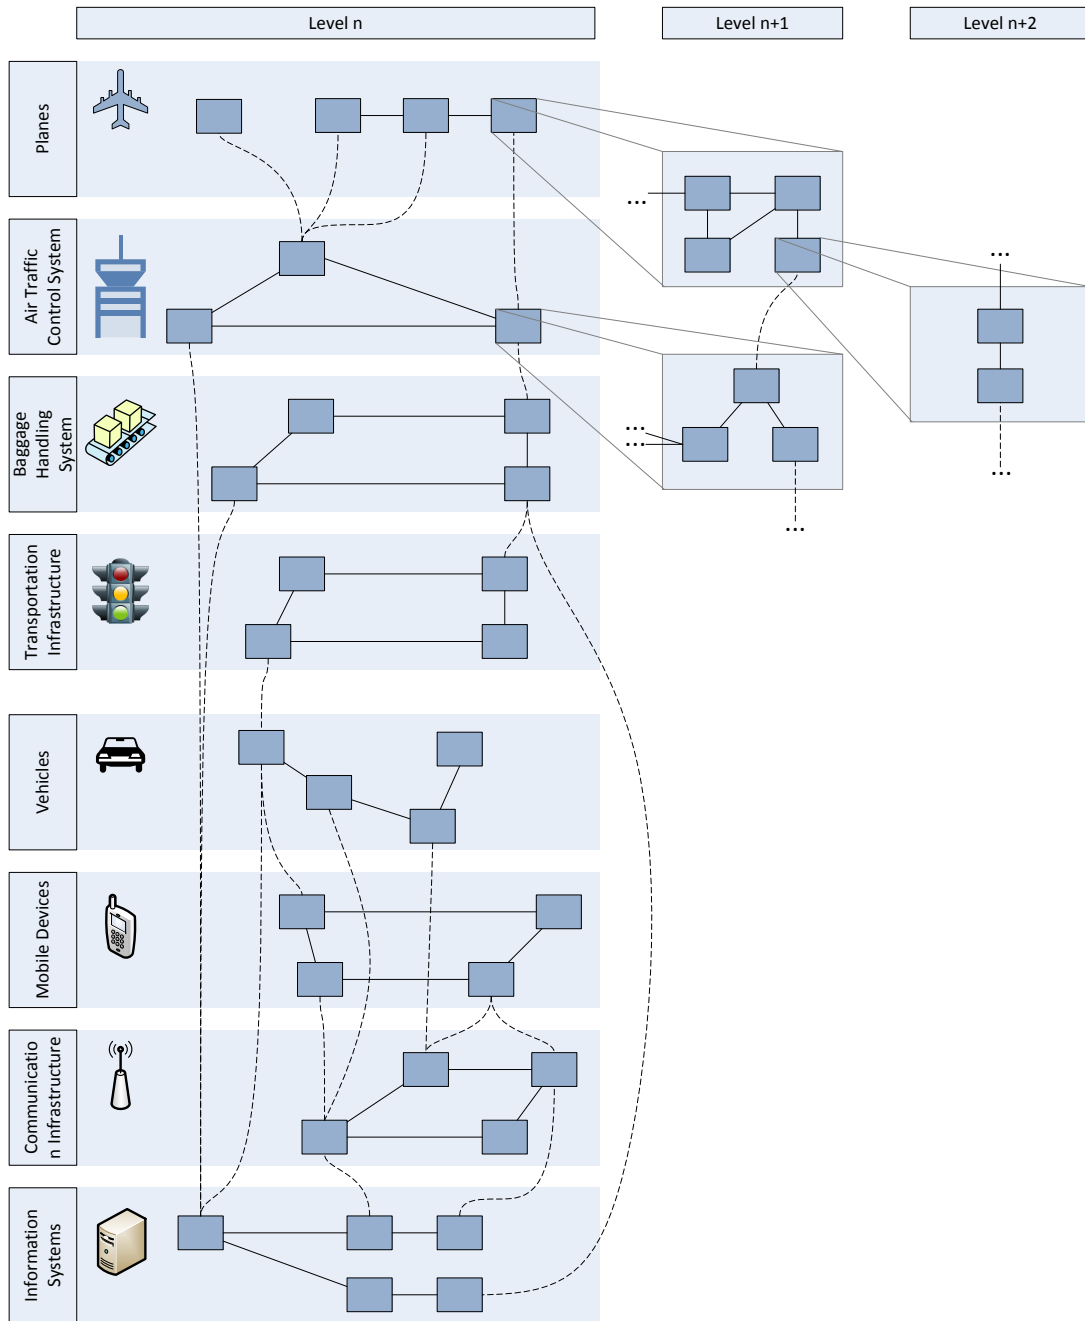 Level n
Level n+1
Level n+2
Planes
Air Traffic
Control System
Baggage
Handling
System
Transportation
Infrastructure
Vehicles
Mobile Devices
Communicatio
n Infrastructure
Information
Systems
...
...
...
...
...
...